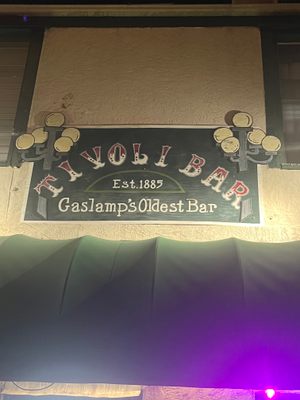 TIVOLI BAR
Est. 1885
Gaslamp's Oldest Bar